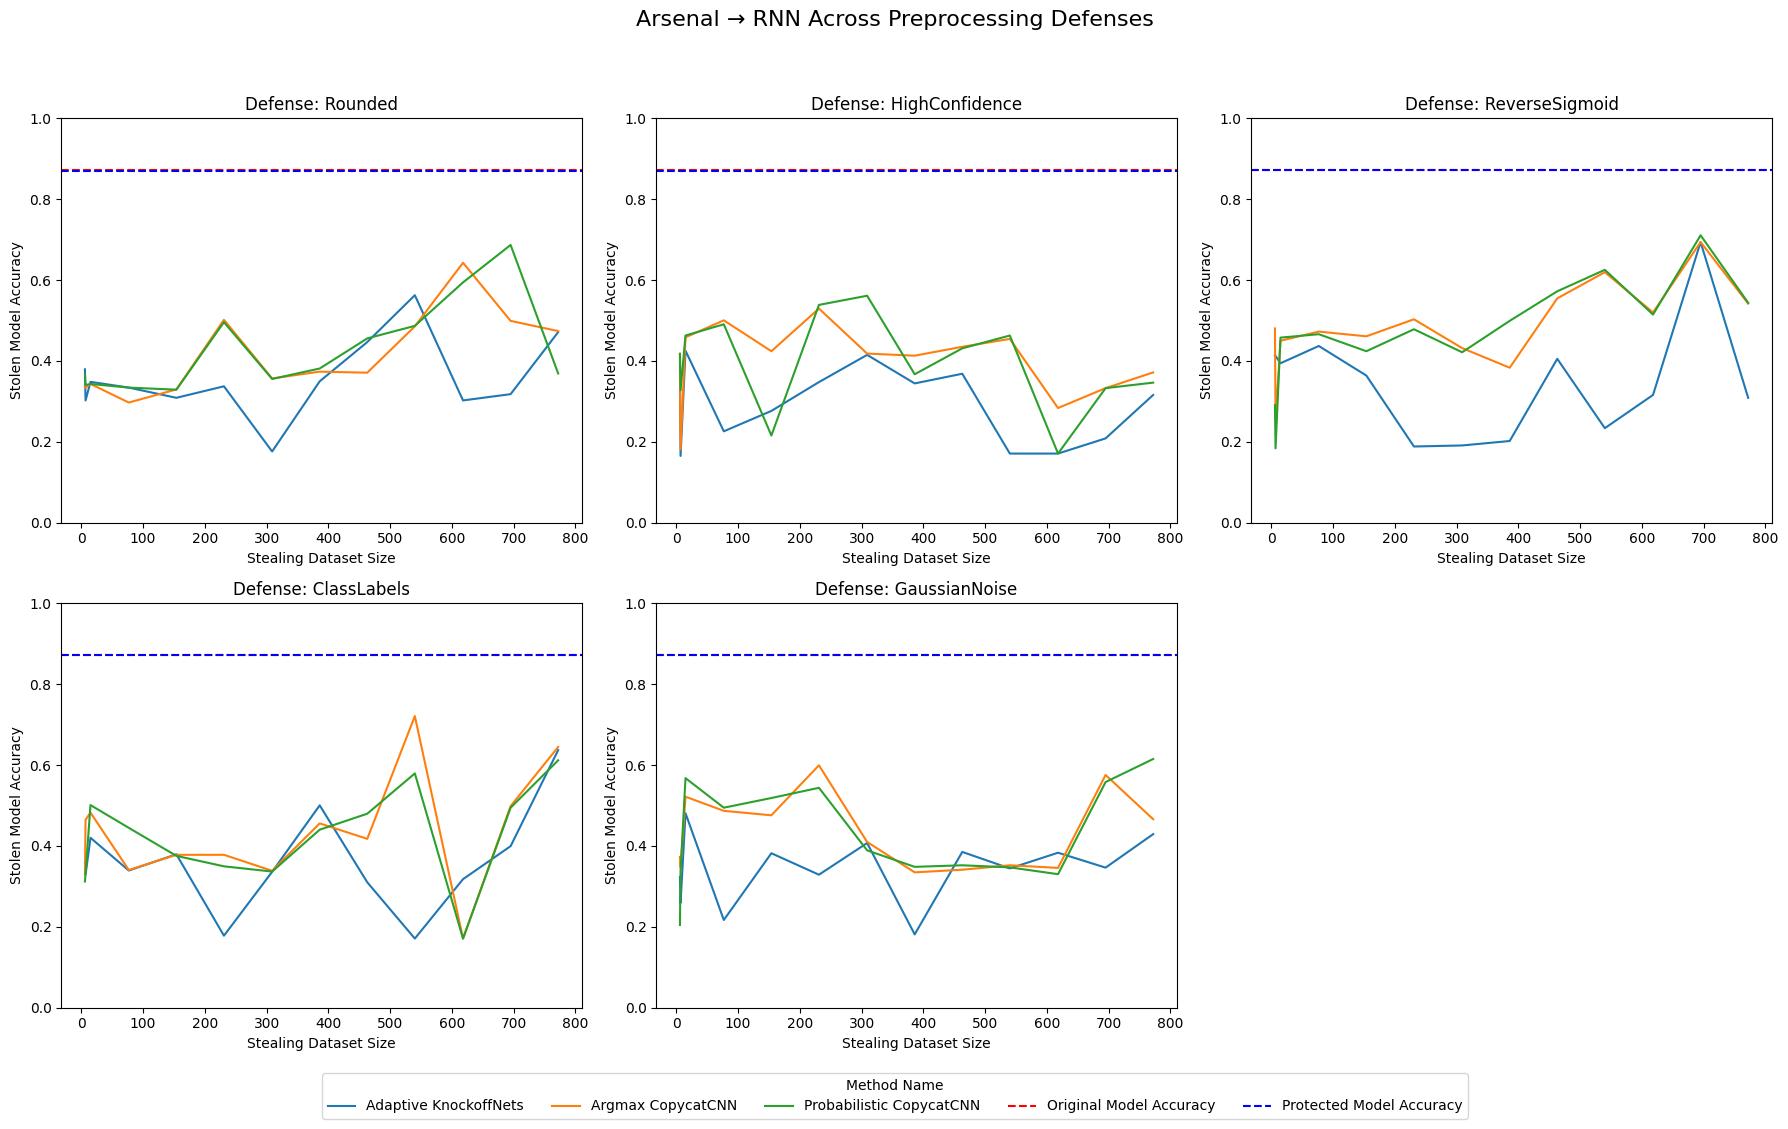 Arsenal → RNN Across Preprocessing Defenses
Defense: Rounded
1.0
0.8
0.6
0.4
0.2
0.0
Stolen Model Accuracy
0 100 200 300 400 500 600 700 800
Stealing Dataset Size
Defense: HighConfidence
1.0
0.8
0.6
0.4
0.2
0.0
Stolen Model Accuracy
0 100 200 300 400 500 600 700 800
Stealing Dataset Size
Defense: ReverseSigmoid
1.0
0.8
0.6
0.4
0.2
0.0
Stolen Model Accuracy
0 100 200 300 400 500 600 700 800
Stealing Dataset Size
Defense: ClassLabels
1.0
0.8
0.6
0.4
0.2
0.0
Stolen Model Accuracy
0 100 200 300 400 500 600 700 800
Stealing Dataset Size
Defense: GaussianNoise
1.0
0.8
0.6
0.4
0.2
0.0
Stolen Model Accuracy
0 100 200 300 400 500 600 700 800
Stealing Dataset Size
Method Name
Adaptive KnockoffNets Argmax CopycatCNN Probabilistic CopycatCNN Original Model Accuracy Protected Model Accuracy